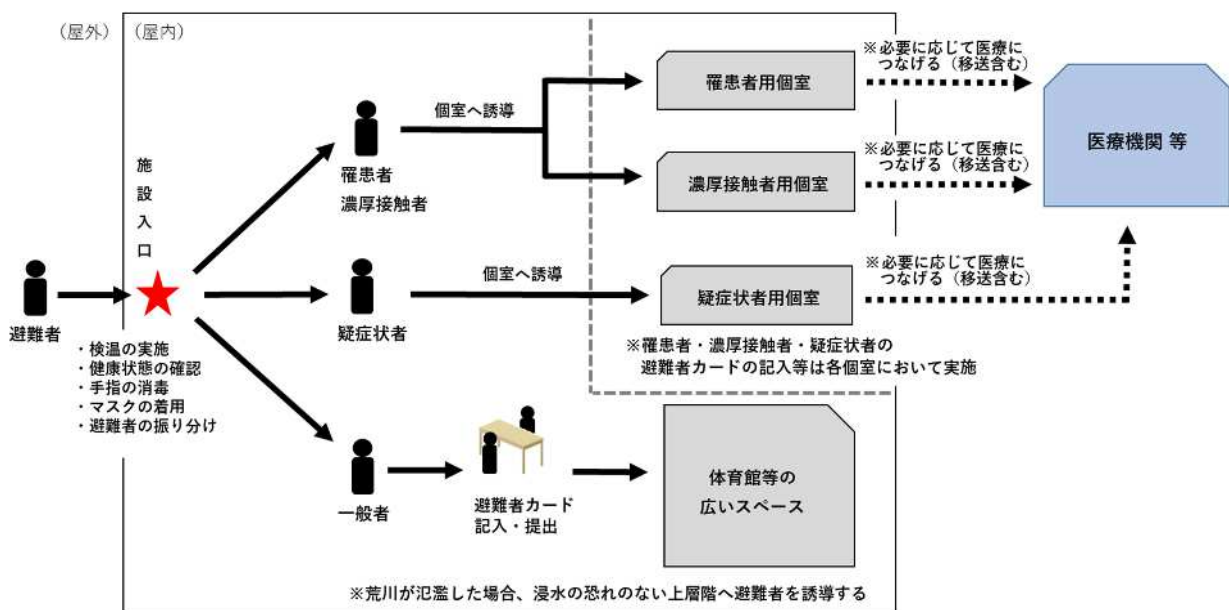 （屋外）
（屋内）
施設入口
避難者
・検温の実施
・健康状態の確認
・手指の消毒
・マスクの着用
・避難者の振り分け
罹患者
濃厚接触者
個室へ誘導
罹患者用個室
濃厚接触者用個室
※必要に応じて医療に
つなげる（移送含む）
※必要に応じて医療に
つなげる（移送含む）
医療機関 等
疑症状者
個室へ誘導
疑症状者用個室
※必要に応じて医療に
つなげる（移送含む）
※罹患者・濃厚接触者・疑症状者の
避難者カードの記入等は各個室において実施
一般者
避難者カード
記入・提出
体育館等の
広いスペース
※荒川が氾濫した場合、浸水の恐れのない上層階へ避難者を誘導する